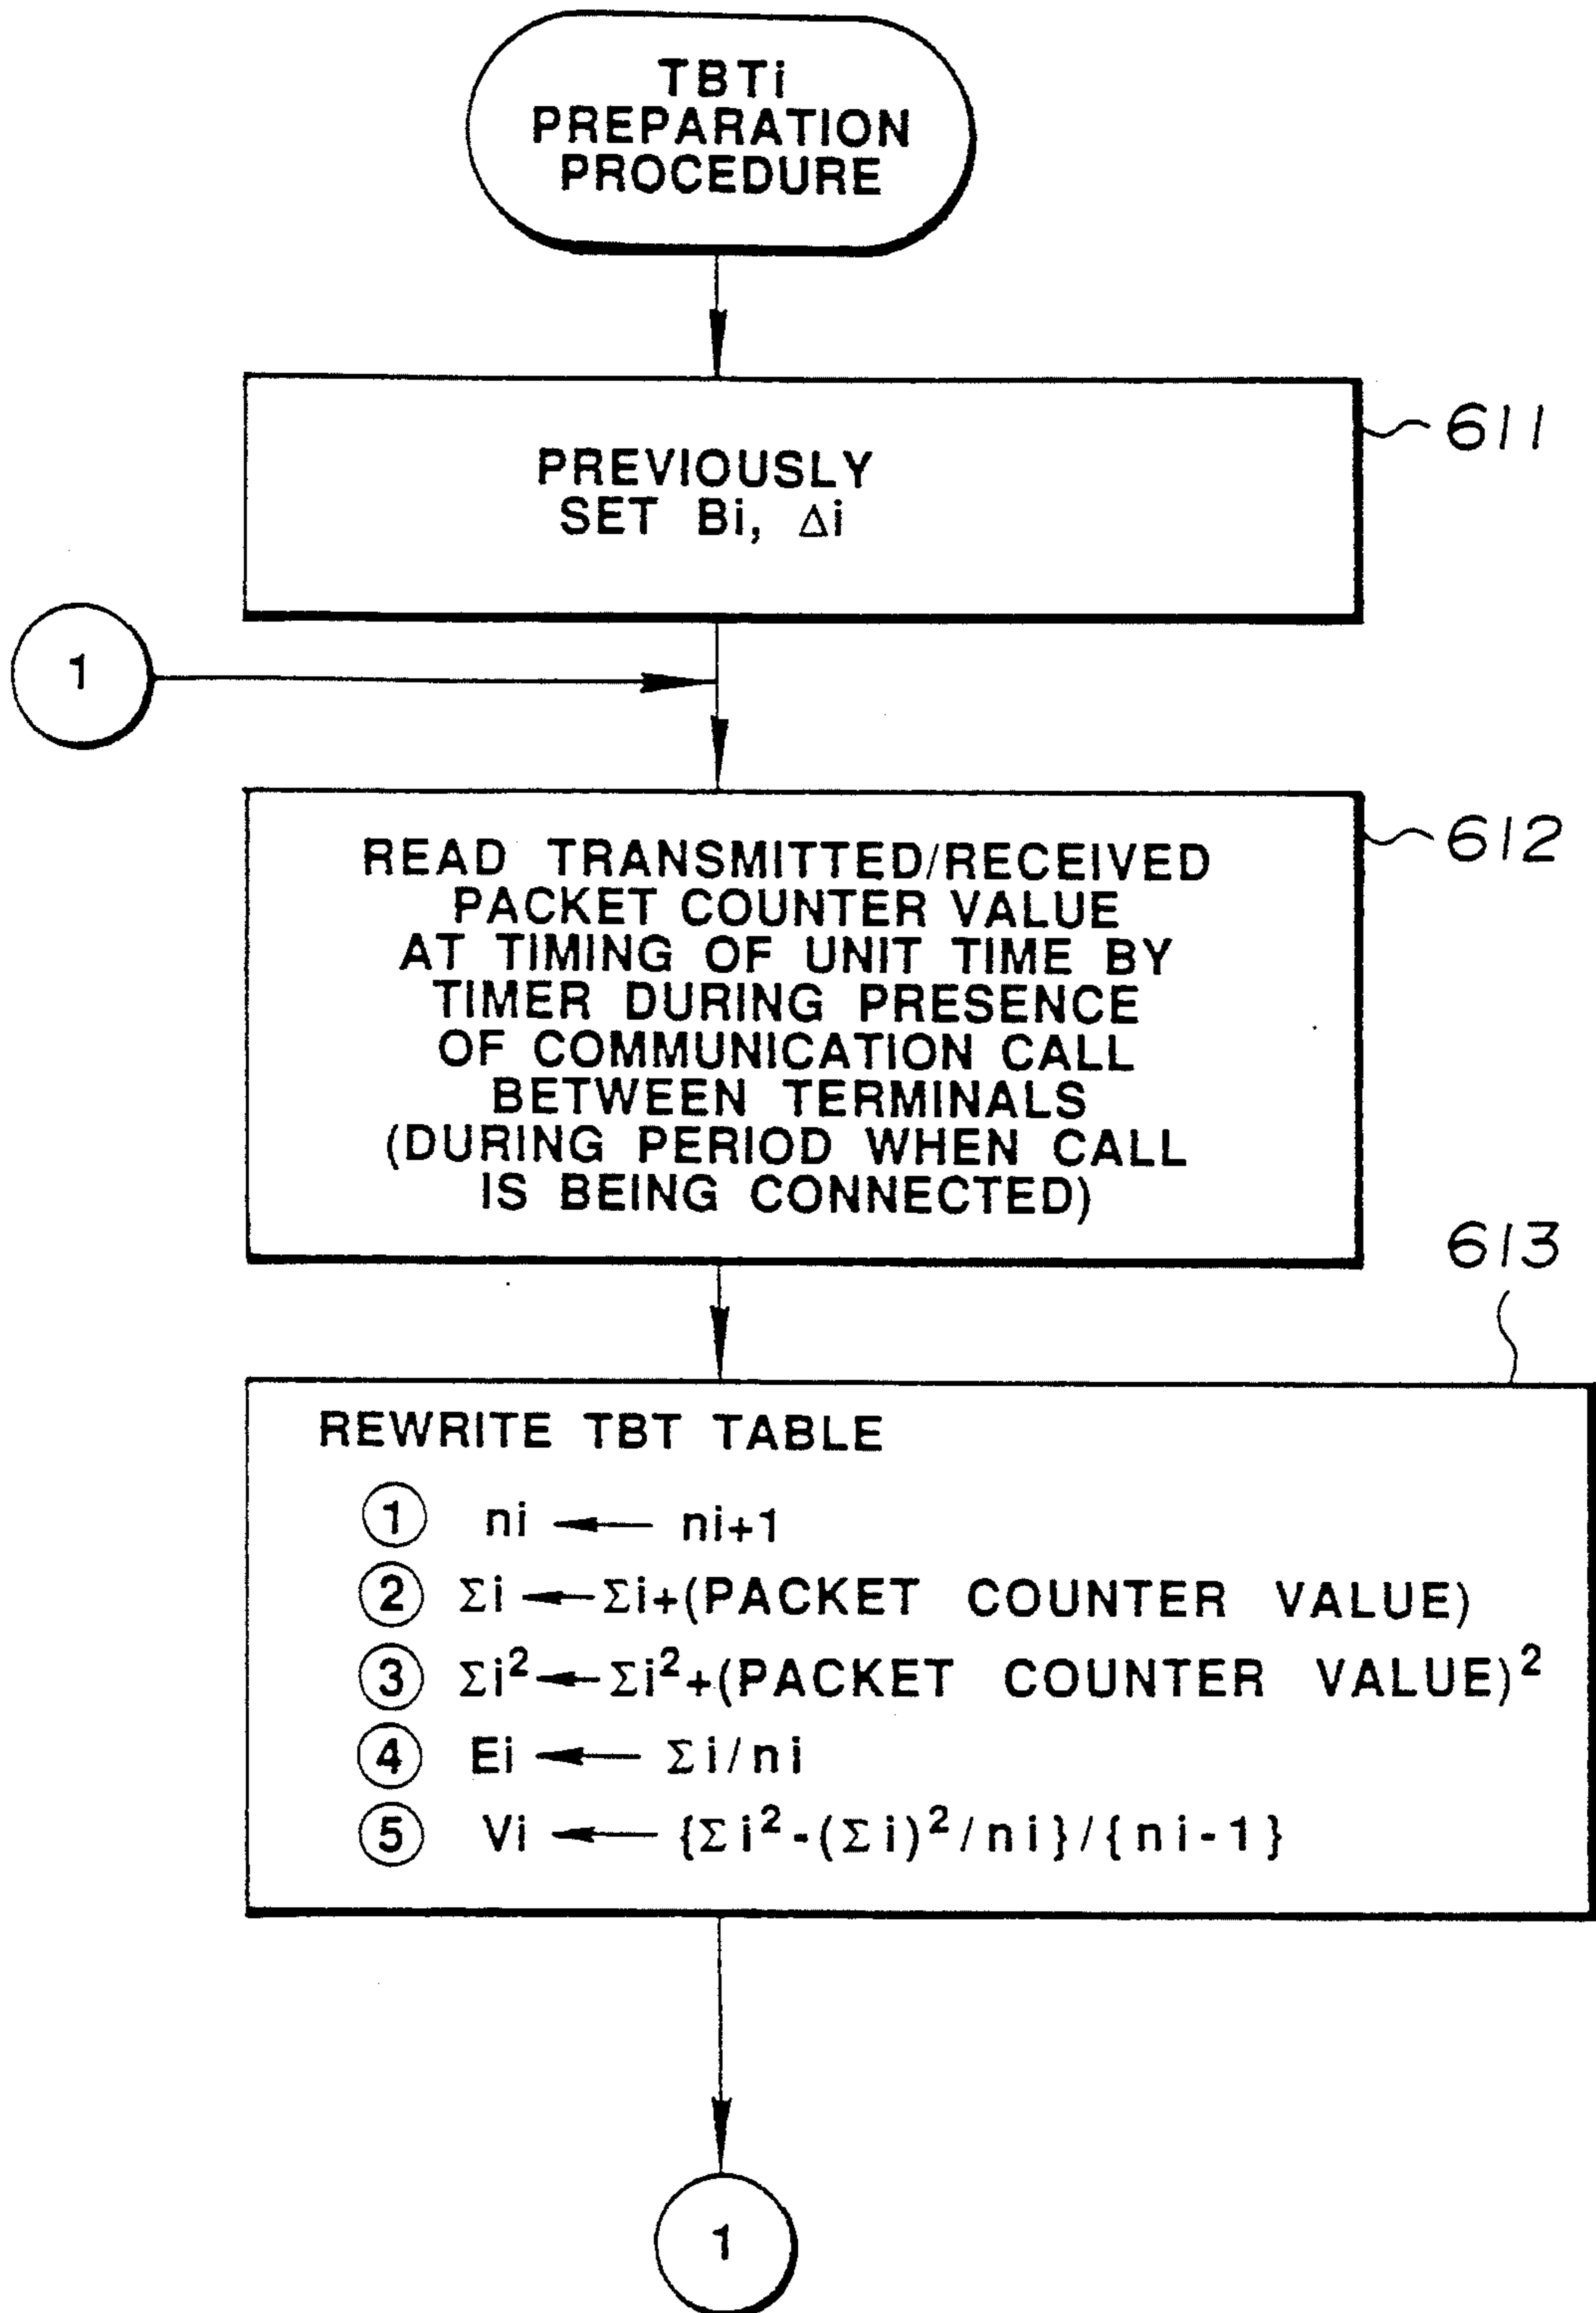 TBTi
PREPARATION
PROCEDURE
PREVIOUSLY
SET Bi, Δi
611
1
READ TRANSMITTED/RECEIVED
PACKET COUNTER VALUE
AT TIMING OF UNIT TIME BY
TIMER DURING PRESENCE
OF COMMUNICATION CALL
BETWEEN TERMINALS
(DURING PERIOD WHEN CALL
IS BEING CONNECTED)
612
613
REWRITE TBT TABLE
① ni ← ni+1
② Σi ← Σi+(PACKET COUNTER VALUE)
③ Σi² ← Σi²+(PACKET COUNTER VALUE)²
④ Ei ← Σi/ni
⑤ Vi ← {Σi²-(Σi)²/ni}/{ni-1}
1